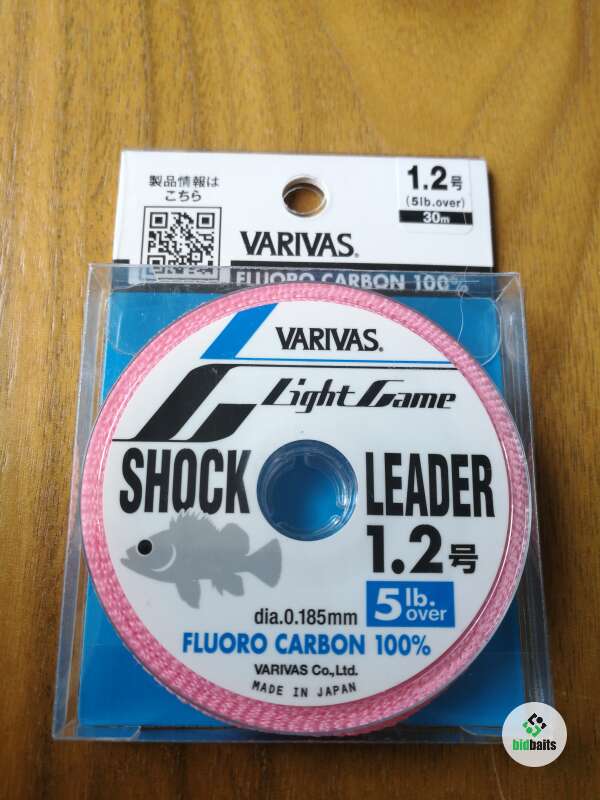 製品情報は
こちら
1.2号
(5lb.over)
30m
VARIVAS®
FLUORO CARBON 100%
VARIVAS®
Light Game
SHOCK LEADER
1.2号
dia.0.185mm
5 lb. over
FLUORO CARBON 100%
VARIVAS Co.,Ltd.
MADE IN JAPAN
bidbaits